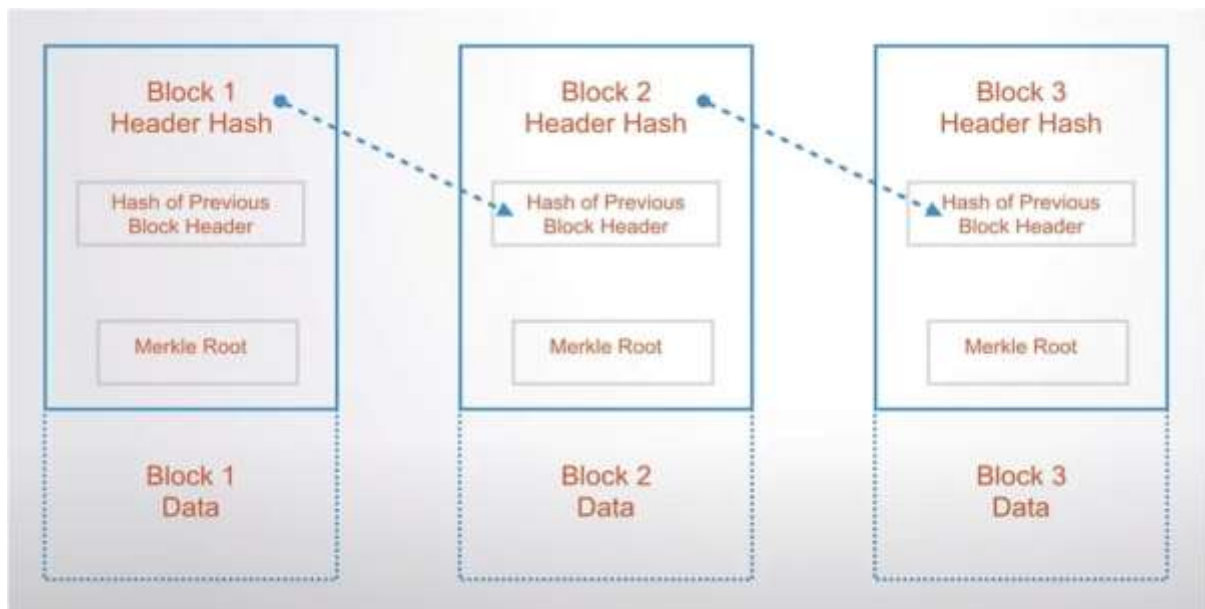 Block 1
Header Hash
Hash of Previous
Block Header
Merkle Root
Block 1
Data
Block 2
Header Hash
Hash of Previous
Block Header
Merkle Root
Block 2
Data
Block 3
Header Hash
Hash of Previous
Block Header
Merkle Root
Block 3
Data